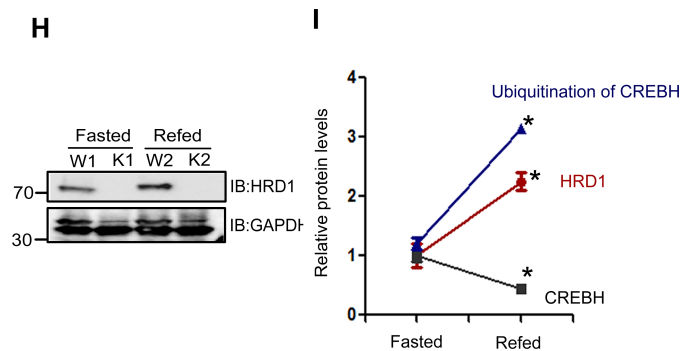 H
Fasted Refed
W1 K1 W2 K2
70
IB:HRD1
30
IB:GAPDH
I
Relative protein levels
4
3
2
1
0
Ubiquitination of CREBH
*
* HRD1
*
CREBH
Fasted Refed